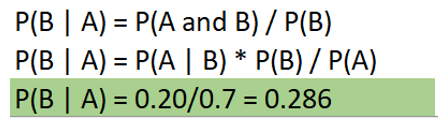 P(B | A) = P(A and B) / P(B)
P(B | A) = P(A | B) * P(B) / P(A)
P(B | A) = 0.20/0.7 = 0.286